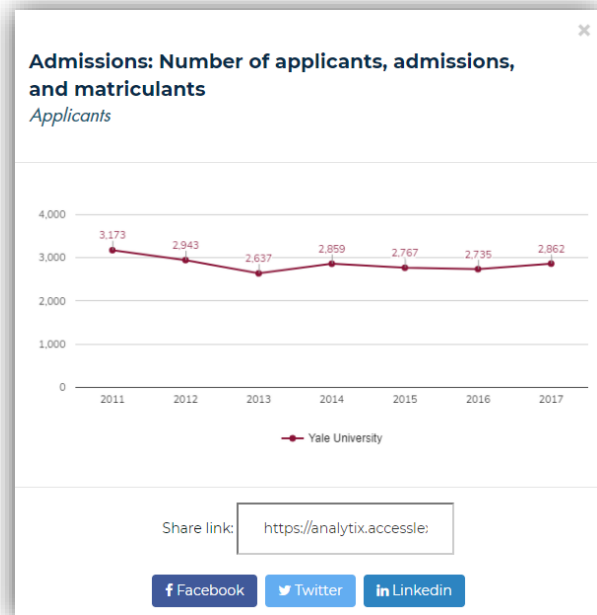 ×
Admissions: Number of applicants, admissions,
and matriculants
Applicants
4,000
3,173
2,943
2,637
2,859
2,767
2,735
2,862
3,000
2,000
1,000
0
2011 2012 2013 2014 2015 2016 2017
Yale University
Share link: https://analytix.accessle
f Facebook Twitter in Linkedin